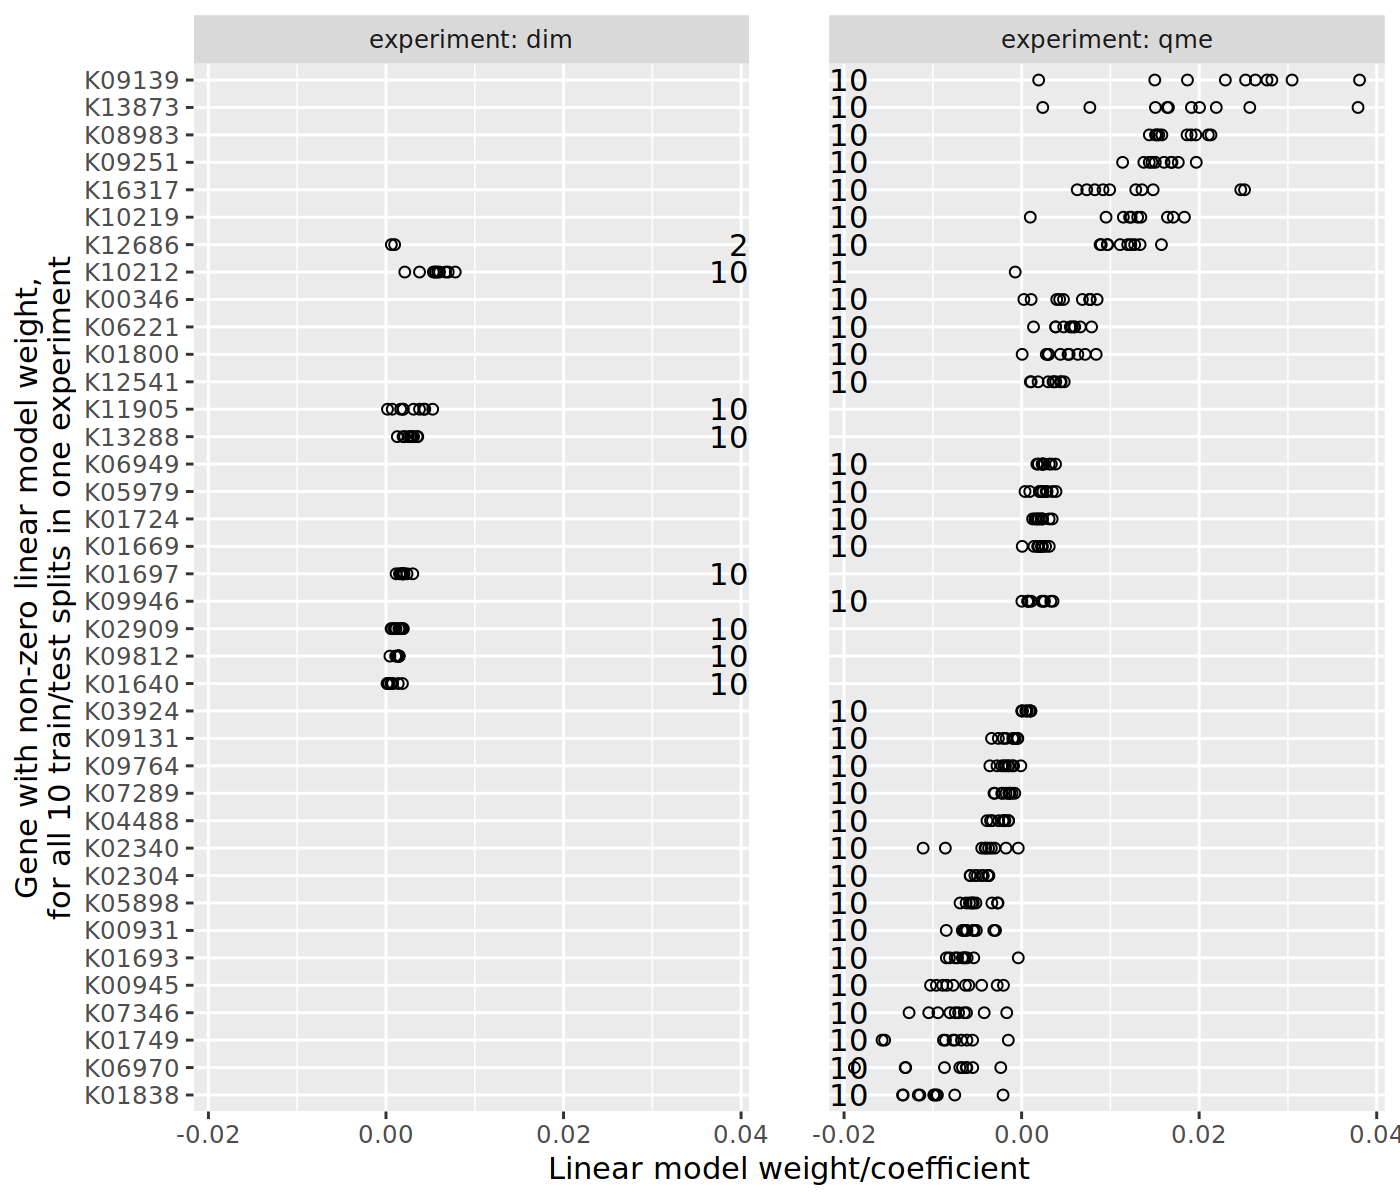 experiment: dim
experiment: qme
Gene with non-zero linear model weight,
for all 10 train/test splits in one experiment
K09139 10
K13873 10
K08983 10
K09251 10
K16317 10
K10219 10
K12686 2 10
K10212 10 1
K00346 10
K06221 10
K01800 10
K12541 10
K11905 10
K13288 10
K06949 10
K05979 10
K01724 10
K01669 10
K01697 10
K09946 10
K02909 10
K09812 10
K01640 10
K03924 10
K09131 10
K09764 10
K07289 10
K04488 10
K02340 10
K02304 10
K05898 10
K00931 10
K01693 10
K00945 10
K07346 10
K01749 10
K06970 10
K01838 10
-0.02 0.00 0.02 0.04 -0.02 0.00 0.02 0.04
Linear model weight/coefficient